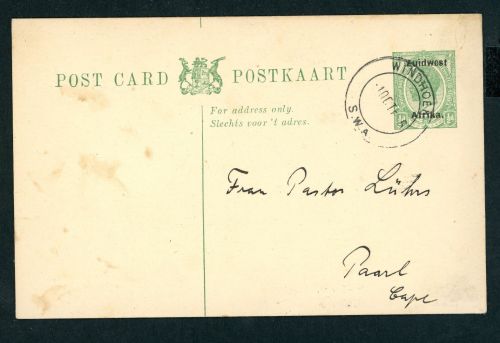 POST CARD POSTKAART
For address only.
Slechts voor 't adres.
Zuidwest
Afrika.
WINDHOEK
S.W.A.
Frau Pastor Lührs
Paarl
Cape